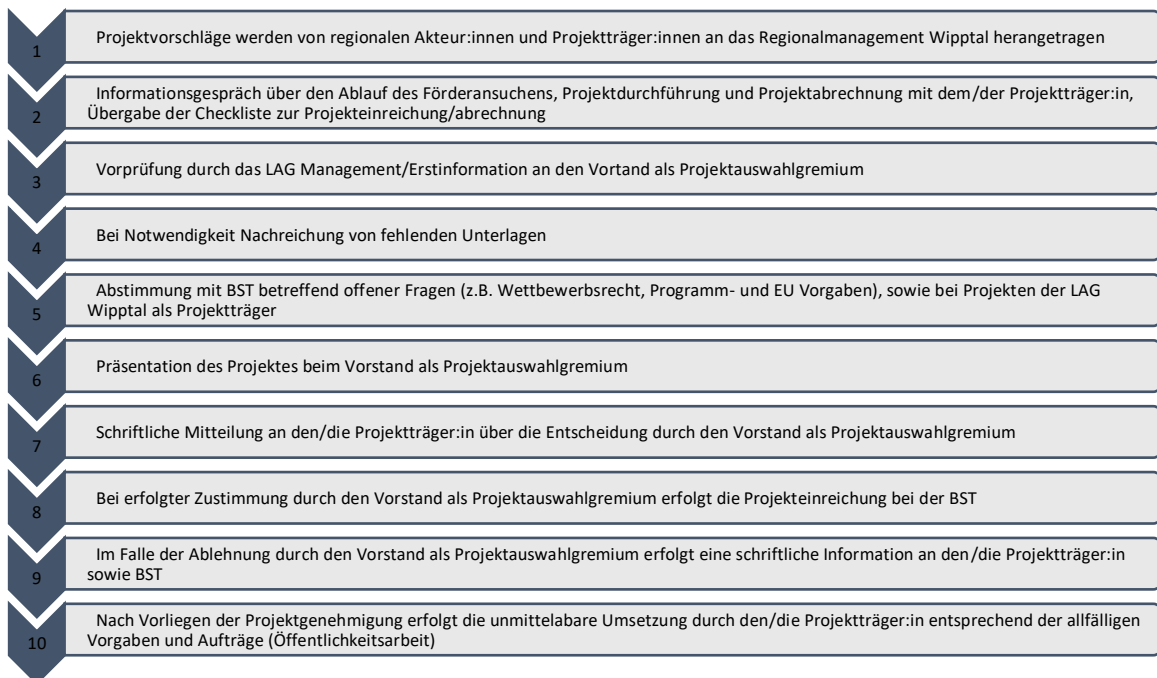 1
Projektvorschläge werden von regionalen Akteur:innen und Projektträger:innen an das Regionalmanagement Wipptal herangetragen
2
Informationsgespräch über den Ablauf des Förderansuchens, Projektdurchführung und Projektabrechnung mit dem/der Projektträger:in,
Übergabe der Checkliste zur Projekteinreichung/abrechnung
3
Vorprüfung durch das LAG Management/Erstinformation an den Vortand als Projektauswahlgremium
4
Bei Notwendigkeit Nachreichung von fehlenden Unterlagen
5
Abstimmung mit BST betreffend offener Fragen (z.B. Wettbewerbsrecht, Programm- und EU Vorgaben), sowie bei Projekten der LAG
Wipptal als Projektträger
6
Präsentation des Projektes beim Vorstand als Projektauswahlgremium
7
Schriftliche Mitteilung an den/die Projektträger:in über die Entscheidung durch den Vorstand als Projektauswahlgremium
8
Bei erfolgter Zustimmung durch den Vorstand als Projektauswahlgremium erfolgt die Projekteinreichung bei der BST
9
Im Falle der Ablehnung durch den Vorstand als Projektauswahlgremium erfolgt eine schriftliche Information an den/die Projektträger:in
sowie BST
10
Nach Vorliegen der Projektgenehmigung erfolgt die unmittelabare Umsetzung durch den/die Projektträger:in entsprechend der allfälligen
Vorgaben und Aufträge (Öffentlichkeitsarbeit)